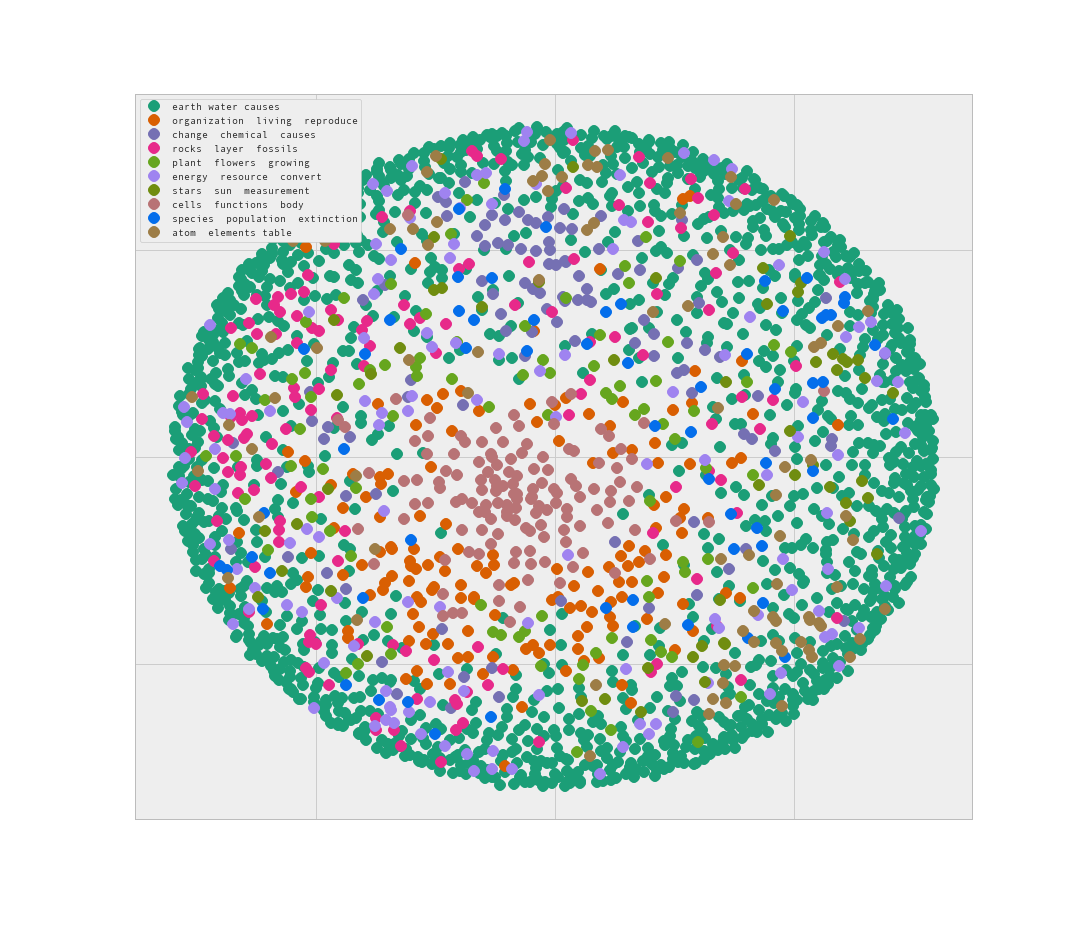 earth water causes
organization living reproduce
change chemical causes
rocks layer fossils
plant flowers growing
energy resource convert
stars sun measurement
cells functions body
species population extinction
atom elements table